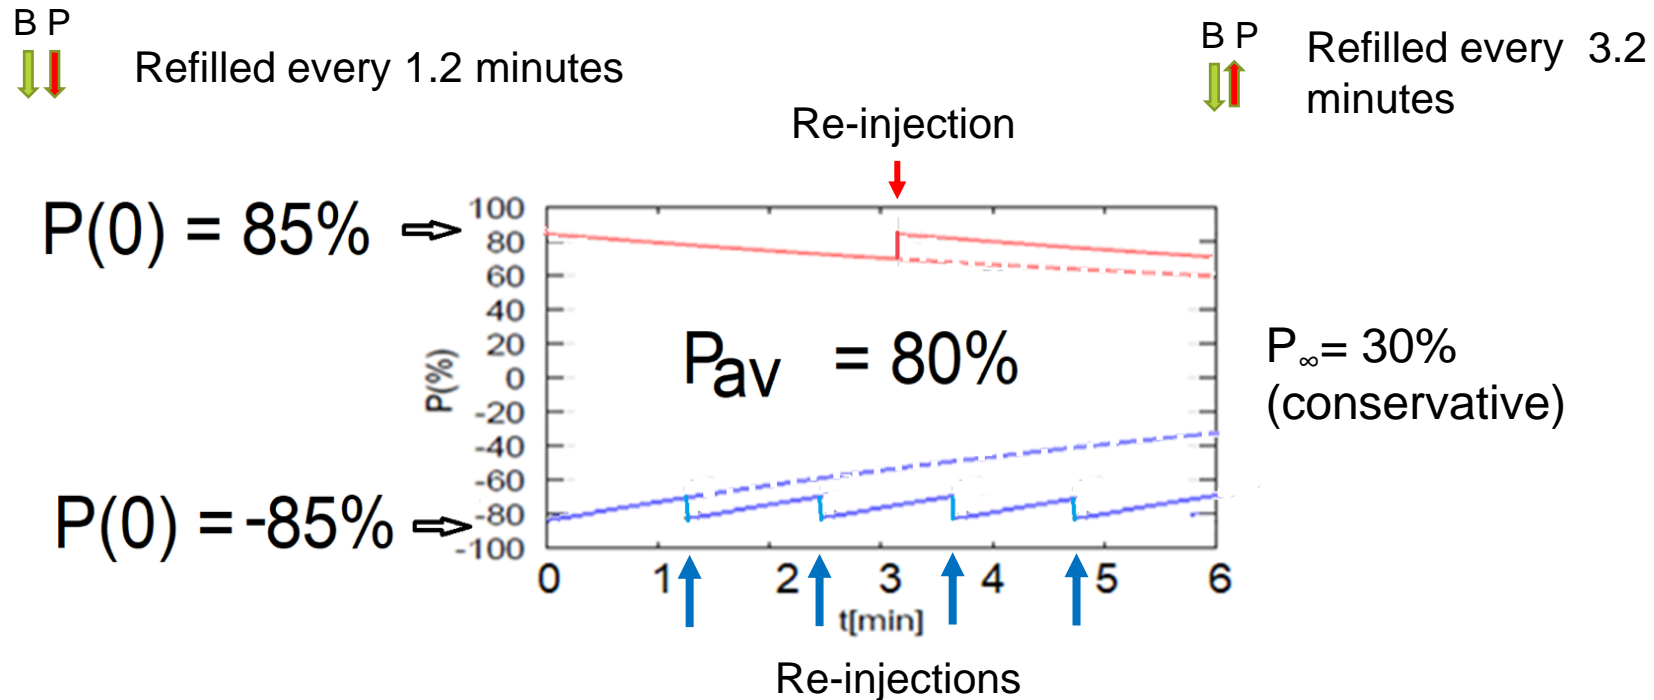 B P
Refilled every 1.2 minutes
B P
Refilled every 3.2
minutes
Re-injection
P(0) = 85%
P(0) = -85%
100
80
60
40
20
0
-20
-40
-60
-80
-100
P(%)
Pav = 80%
P∞= 30%
(conservative)
0 1 2 3 4 5 6
t[min]
Re-injections